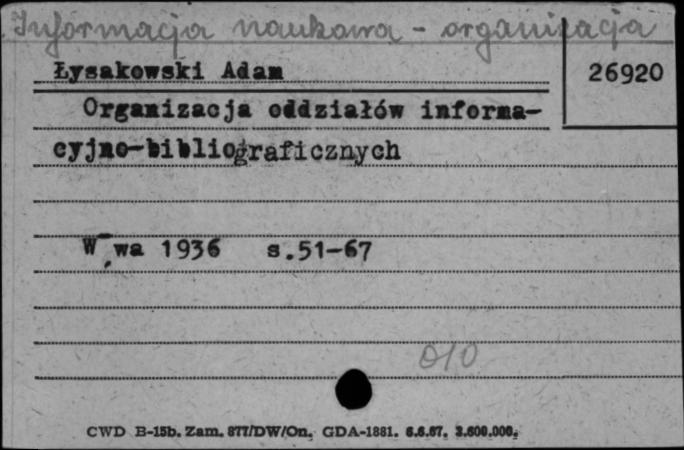 Informacja naukowa - organizacja
Łysakowski Adam
26920
Organizacja oddziałów informa-
cyjno-bibliograficznych
W-wa 1936 s.51-67
010
CWD B-15b. Zam. 877/DW/On. GDA-1881. 6.6.67. 3.600.000.